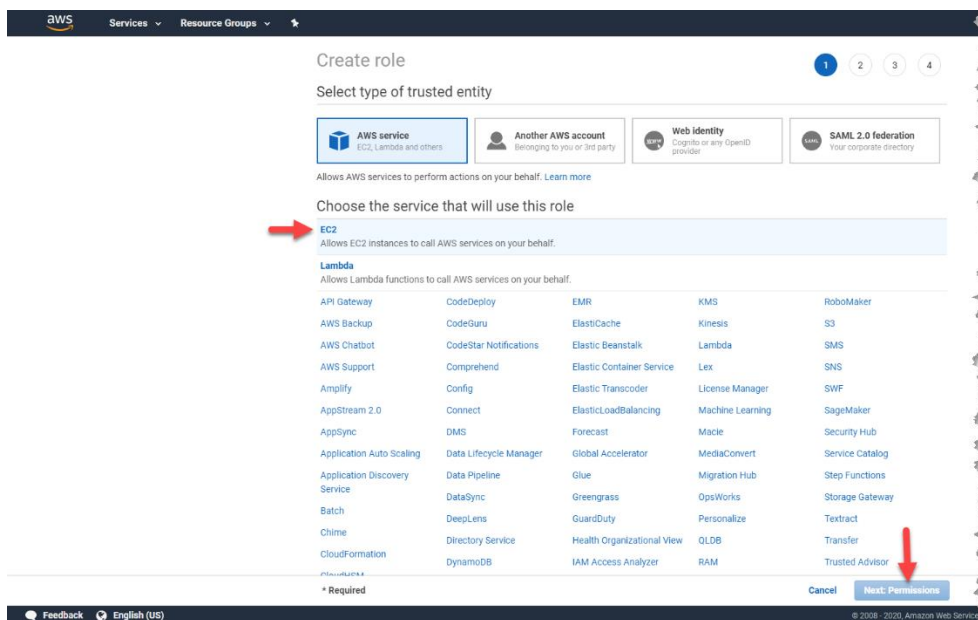 aws Services Resource Groups
Create role
1 2 3 4
Select type of trusted entity
AWS service
EC2, Lambda and others
Another AWS account
Belonging to you or 3rd party
Web identity
Cognito or any OpenID
provider
SAML 2.0 federation
Your corporate directory
Allows AWS services to perform actions on your behalf. Learn more
Choose the service that will use this role
EC2
Allows EC2 instances to call AWS services on your behalf.
Lambda
Allows Lambda functions to call AWS services on your behalf.
API Gateway
AWS Backup
AWS Chatbot
AWS Support
Amplify
AppStream 2.0
AppSync
Application Auto Scaling
Application Discovery
Service
Batch
Chime
CloudFormation
CloudHSM
CodeDeploy
CodeGuru
CodeStar Notifications
Comprehend
Config
Connect
DMS
Data Lifecycle Manager
Data Pipeline
DataSync
DeepLens
Directory Service
DynamoDB
EMR
ElastiCache
Elastic Beanstalk
Elastic Container Service
Elastic Transcoder
ElasticLoadBalancing
Forecast
Global Accelerator
Glue
Greengrass
GuardDuty
Health Organizational View
IAM Access Analyzer
KMS
Kinesis
Lambda
Lex
License Manager
Machine Learning
Macie
MediaConvert
Migration Hub
OpsWorks
Personalize
QLDB
RAM
RoboMaker
S3
SMS
SNS
SWF
SageMaker
Security Hub
Service Catalog
Step Functions
Storage Gateway
Textract
Transfer
Trusted Advisor
* Required Cancel Next: Permissions
Feedback English (US) © 2008 - 2020, Amazon Web Service